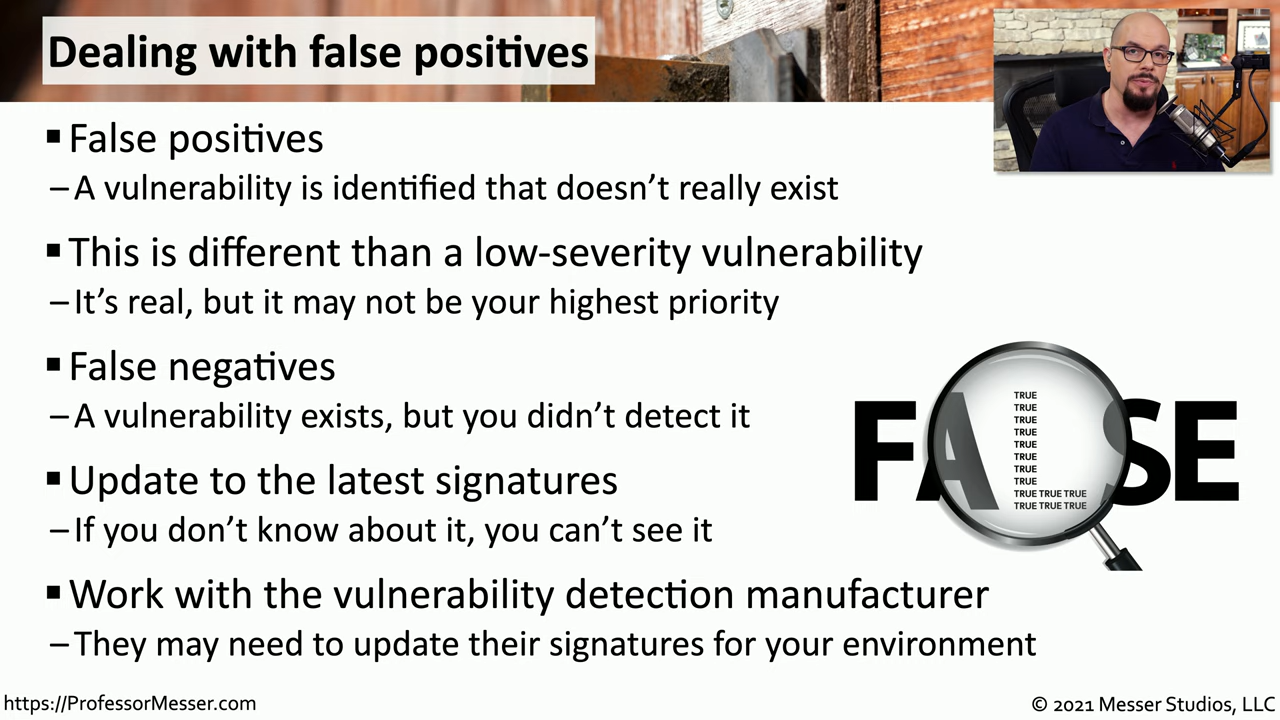 Dealing with false positives
▪ False positives
– A vulnerability is identified that doesn't really exist
▪ This is different than a low-severity vulnerability
– It's real, but it may not be your highest priority
▪ False negatives
– A vulnerability exists, but you didn't detect it
▪ Update to the latest signatures
– If you don't know about it, you can't see it
▪ Work with the vulnerability detection manufacturer
– They may need to update their signatures for your environment
FALSE
TRUE
TRUE
TRUE
TRUE
TRUE
TRUE
TRUE
TRUE
TRUE TRUE TRUE
TRUE TRUE TRUE
https://ProfessorMesser.com
© 2021 Messer Studios, LLC